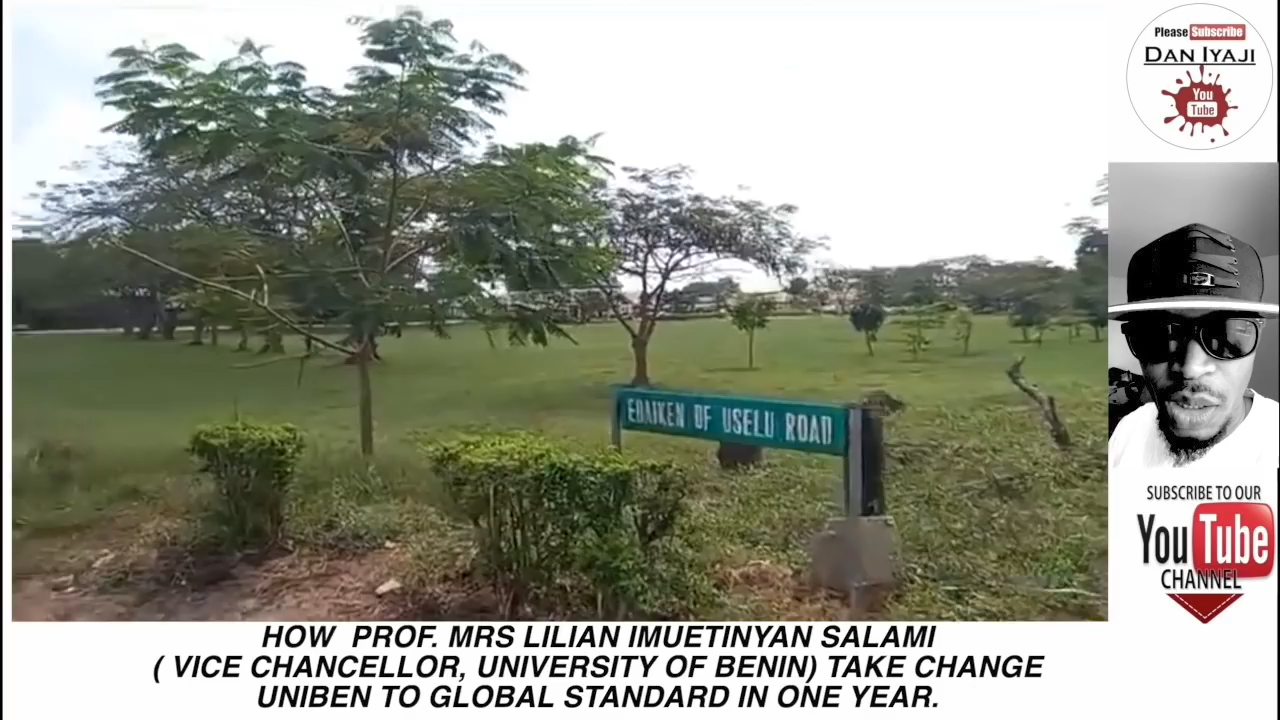 Please Subscribe
DAN IYAJI
You
Tube
EDAIKEN OF USELU ROAD
SUBSCRIBE TO OUR
YouTube
CHANNEL
HOW PROF. MRS LILIAN IMUETINYAN SALAMI
( VICE CHANCELLOR, UNIVERSITY OF BENIN) TAKE CHANGE
UNIBEN TO GLOBAL STANDARD IN ONE YEAR.